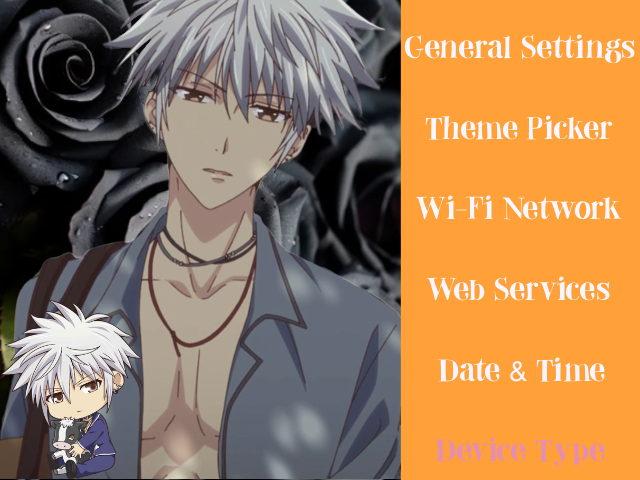 General Settings
Theme Picker
Wi-Fi Network
Web Services
Date & Time
Device Type